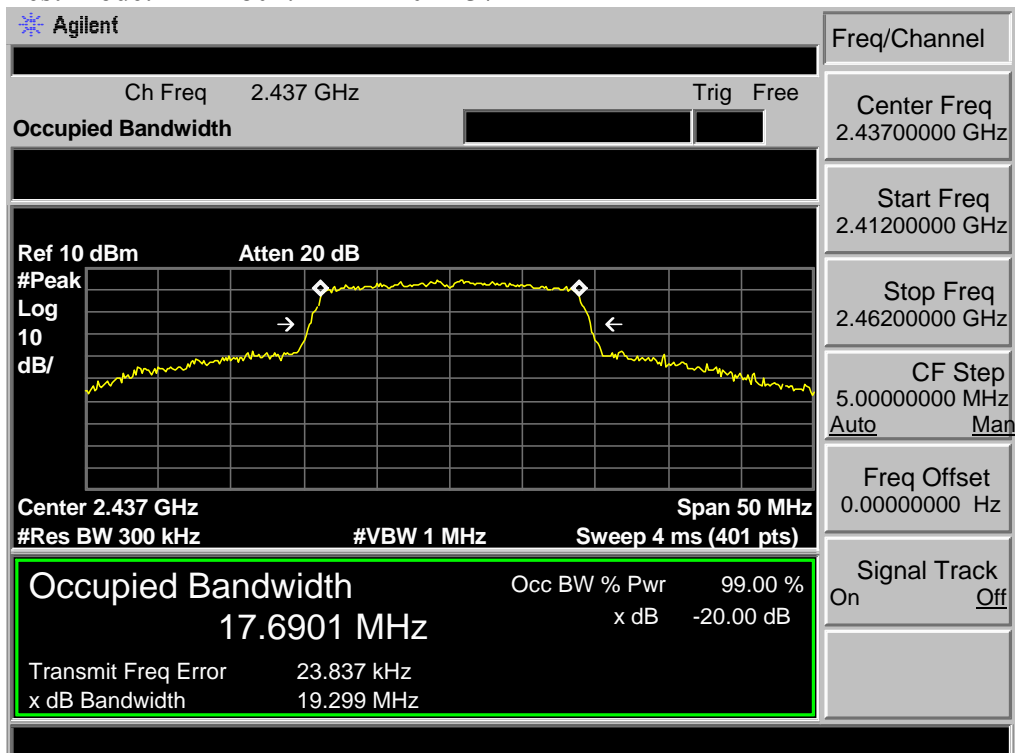 Agilent
Freq/Channel
Ch Freq 2.437 GHz Trig Free
Occupied Bandwidth
Center Freq
2.43700000 GHz
Start Freq
2.41200000 GHz
Ref 10 dBm Atten 20 dB
#Peak
Log
10
dB/
Stop Freq
2.46200000 GHz
CF Step
5.00000000 MHz
Auto Man
Freq Offset
0.00000000 Hz
Center 2.437 GHz Span 50 MHz
#Res BW 300 kHz #VBW 1 MHz Sweep 4 ms (401 pts)
Signal Track
On Off
Occupied Bandwidth Occ BW % Pwr 99.00 %
17.6901 MHz x dB -20.00 dB
Transmit Freq Error 23.837 kHz
x dB Bandwidth 19.299 MHz